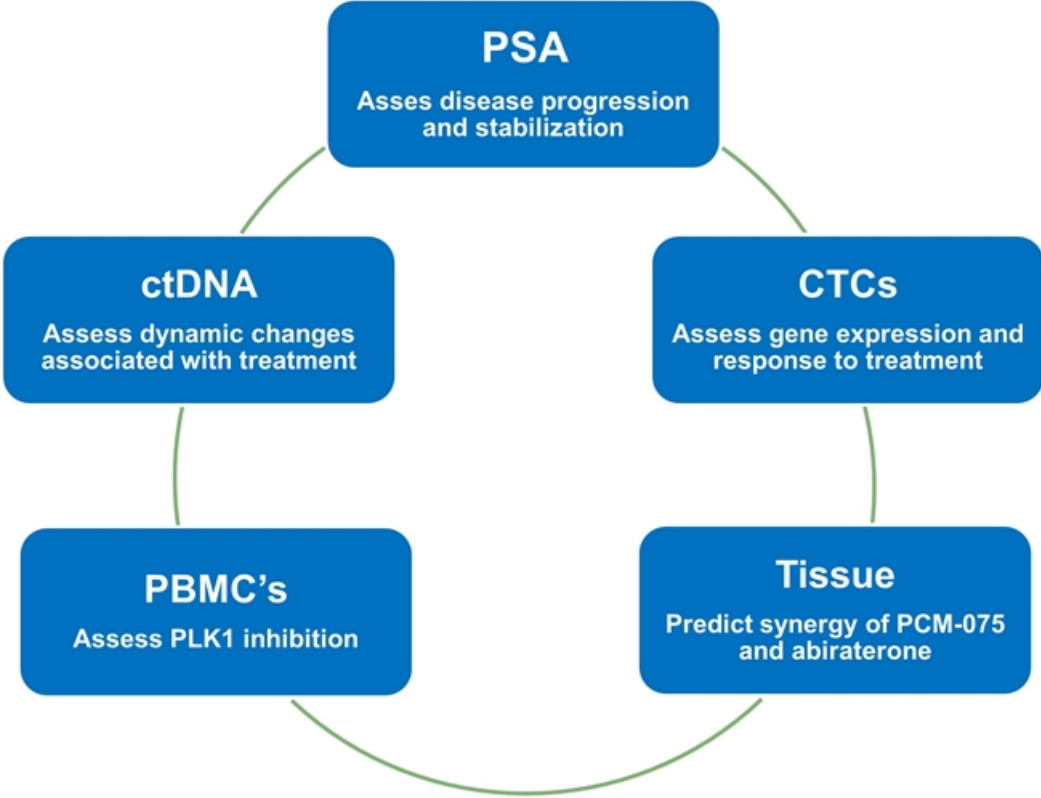 PSA
Asses disease progression
and stabilization
ctDNA
Assess dynamic changes
associated with treatment
CTCs
Assess gene expression and
response to treatment
PBMC’s
Assess PLK1 inhibition
Tissue
Predict synergy of PCM-075
and abiraterone